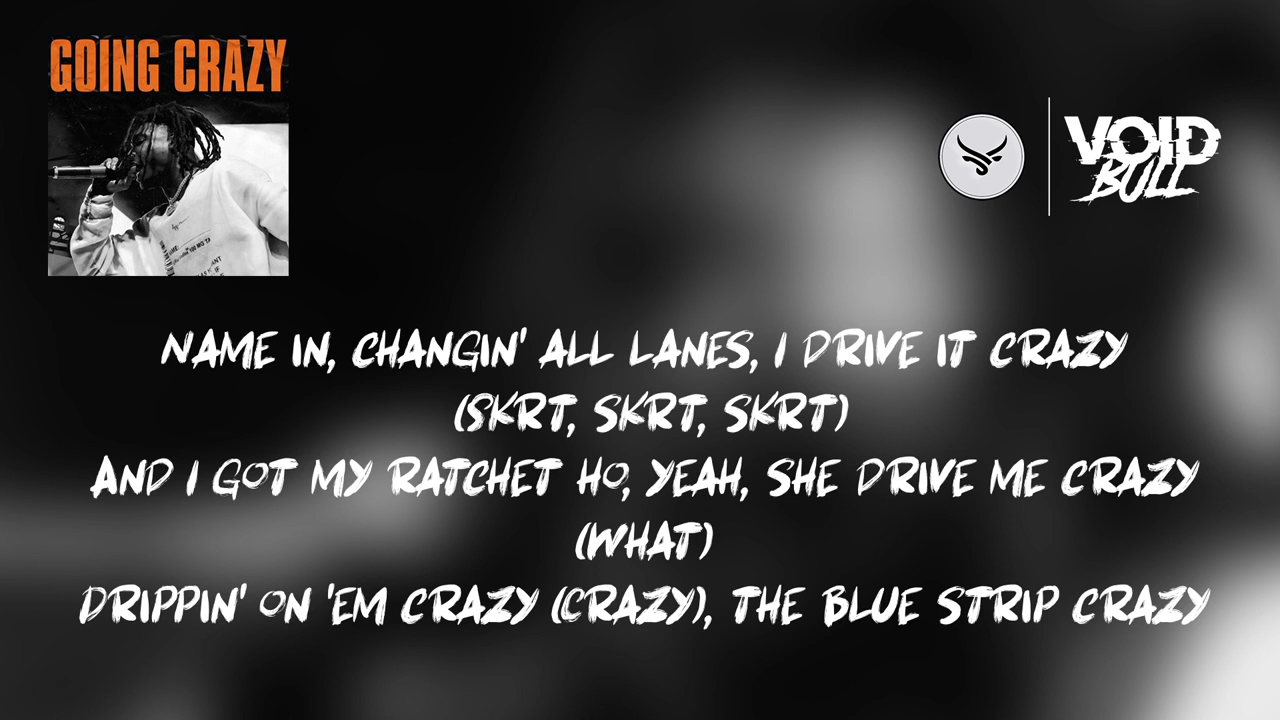 GOING CRAZY
VOID
BULL
NAME IN, CHANGIN' ALL LANES, I DRIVE IT CRAZY
(SKRT, SKRT, SKRT)
AND I GOT MY RATCHET HO, YEAH, SHE DRIVE ME CRAZY
(WHAT)
DRIPPIN' ON 'EM CRAZY (CRAZY), THE BLUE STRIP CRAZY